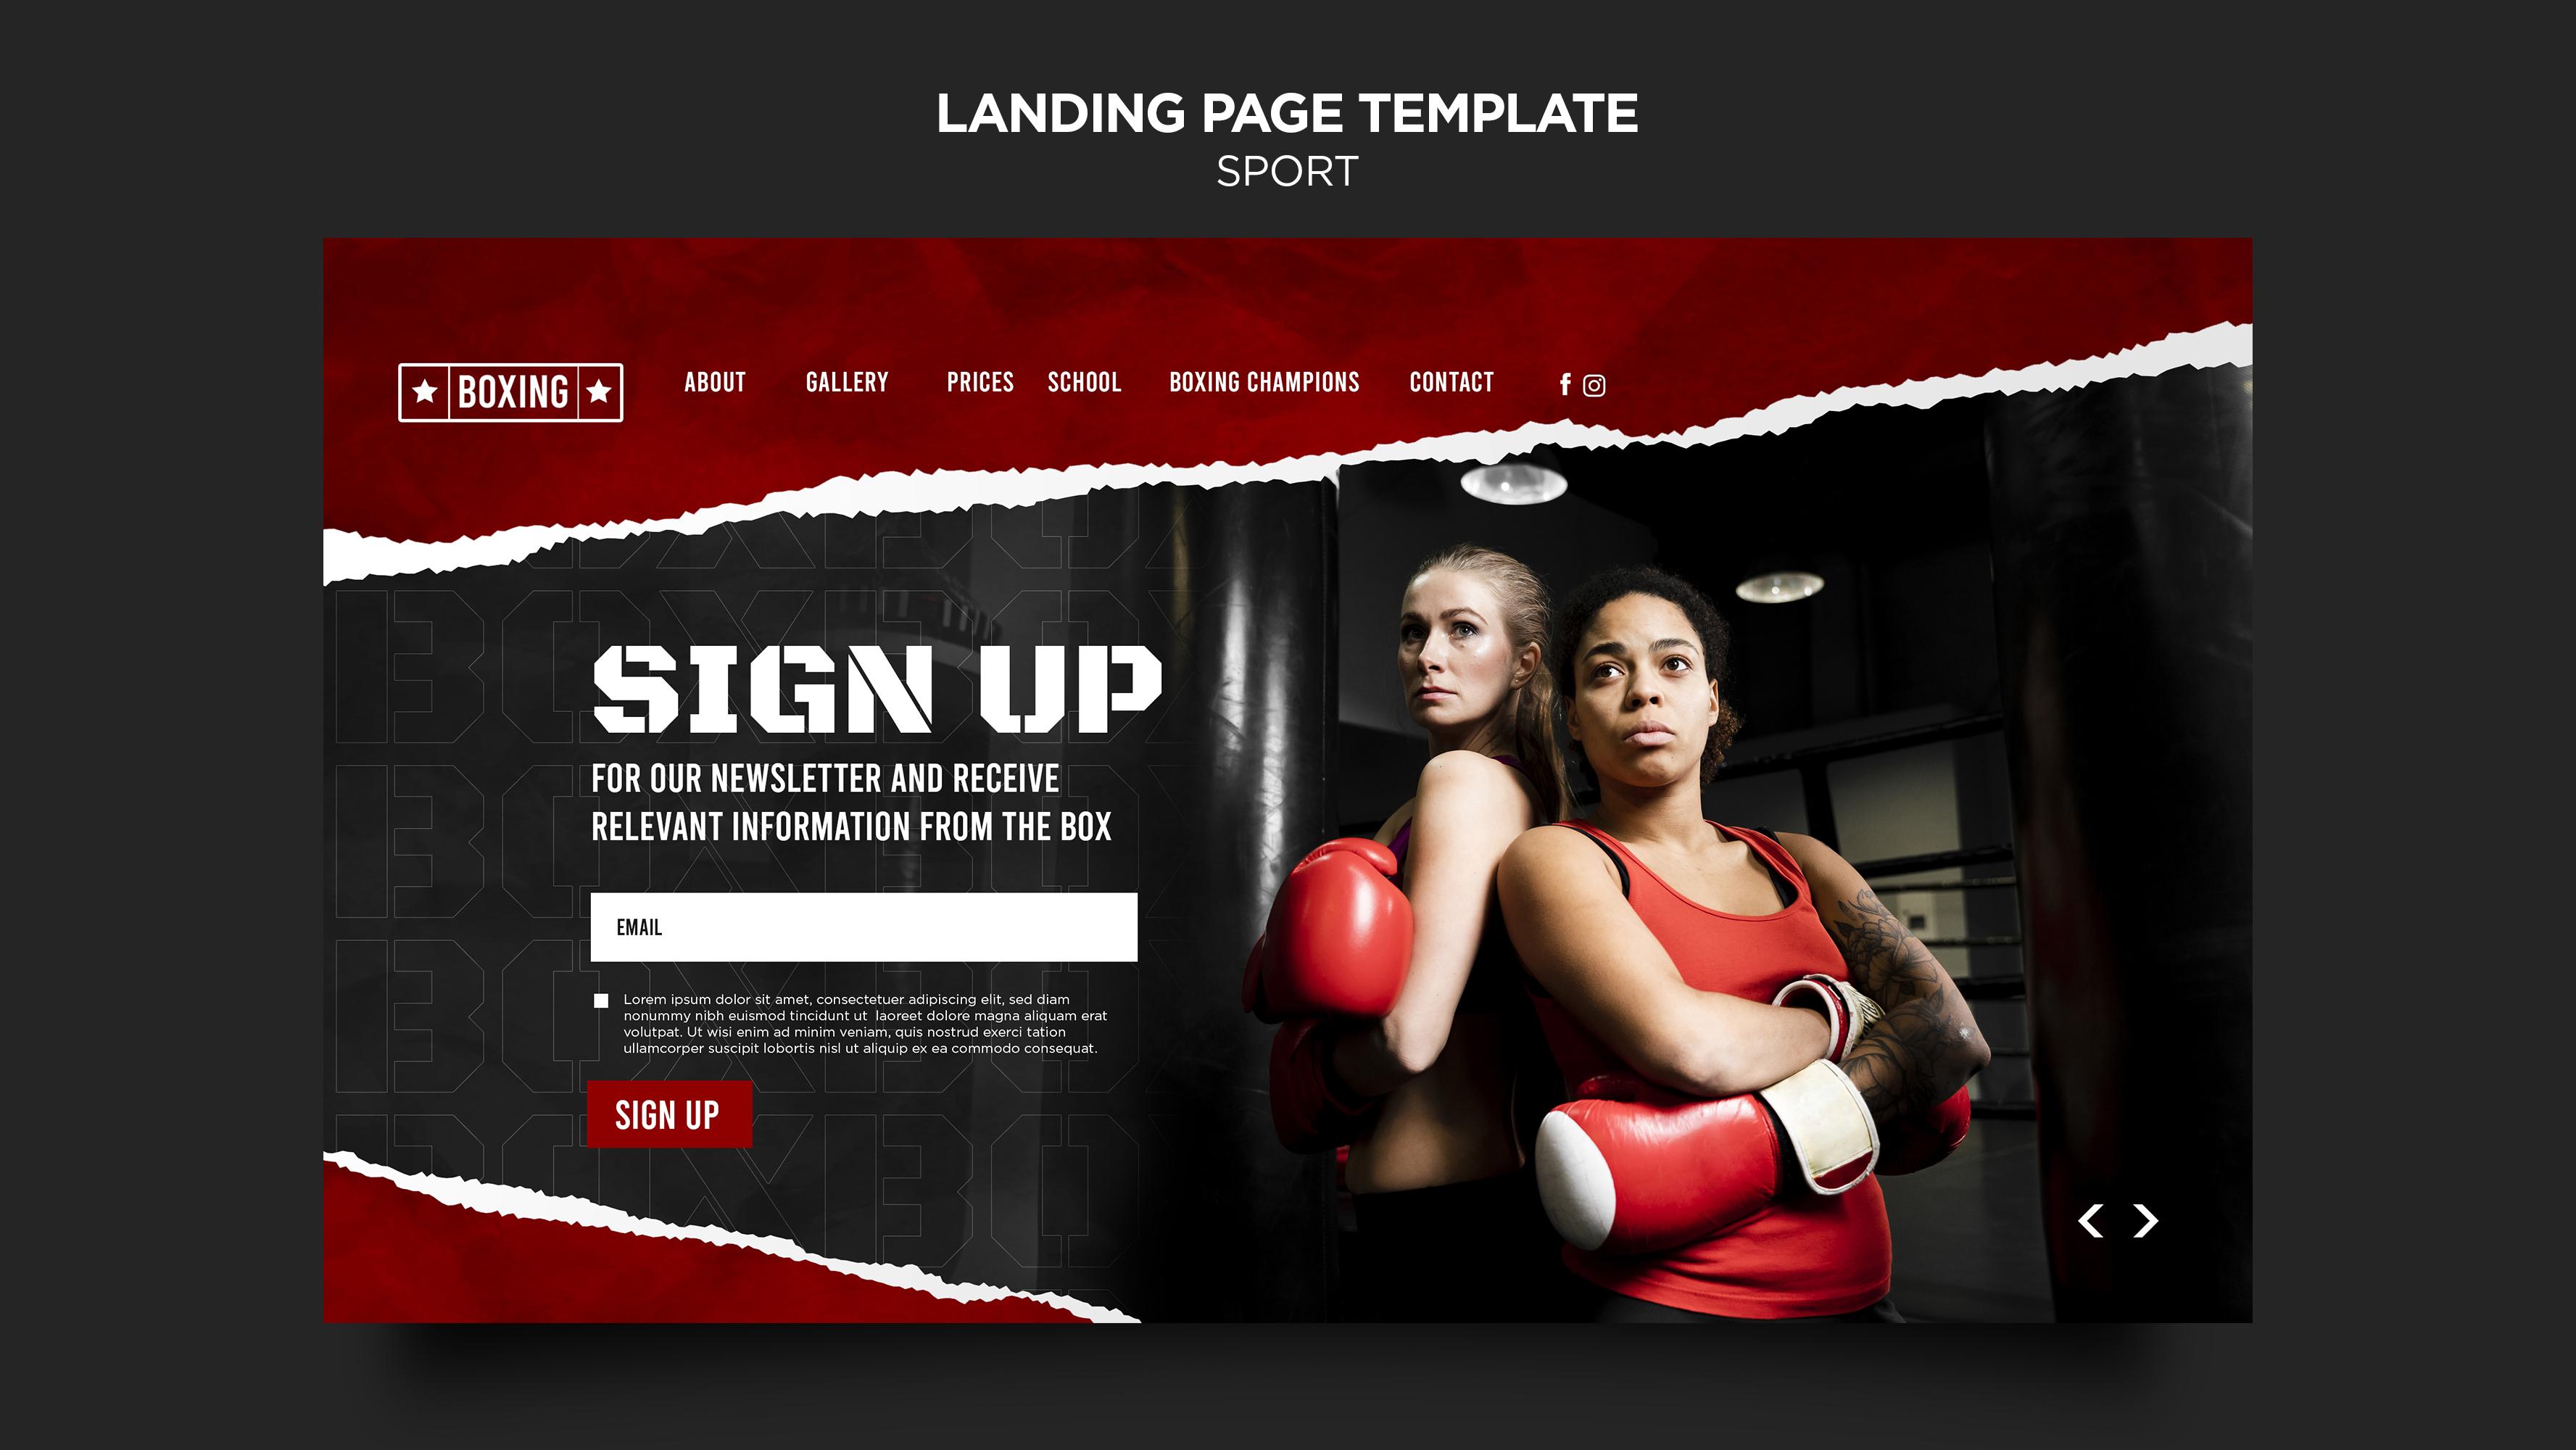 LANDING PAGE TEMPLATE
SPORT
BOXING
ABOUT GALLERY PRICES SCHOOL BOXING CHAMPIONS CONTACT
SIGN UP
FOR OUR NEWSLETTER AND RECEIVE
RELEVANT INFORMATION FROM THE BOX
EMAIL
Lorem ipsum dolor sit amet, consectetuer adipiscing elit, sed diam
nonummy nibh euismod tincidunt ut laoreet dolore magna aliquam erat
volutpat. Ut wisi enim ad minim veniam, quis nostrud exerci tation
ullamcorper suscipit lobortis nisl ut aliquip ex ea commodo consequat.
SIGN UP